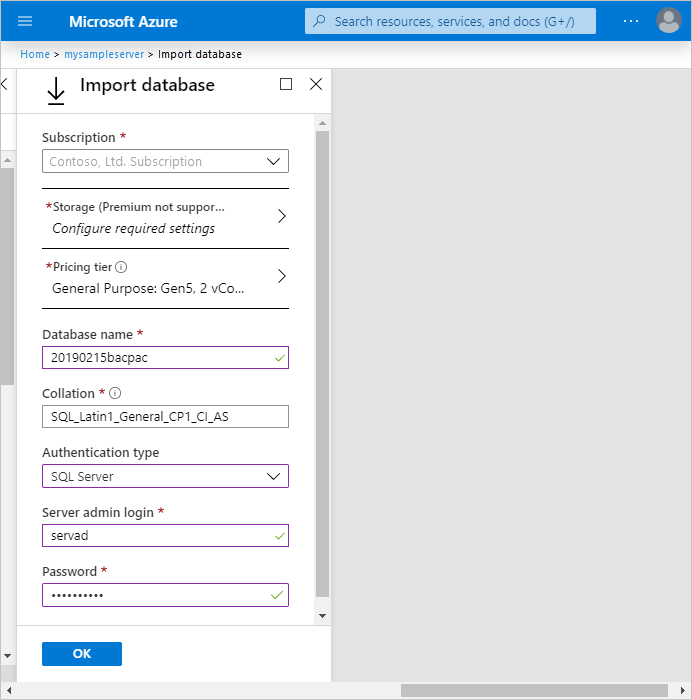 Microsoft Azure
Search resources, services, and docs (G+/)
Home > mysampleserver > Import database
Import database
Subscription *
Contoso, Ltd. Subscription
*Storage (Premium not suppor...
Configure required settings
*Pricing tier
General Purpose: Gen5, 2 vCo...
Database name *
20190215bacpac
Collation *
SQL_Latin1_General_CP1_CI_AS
Authentication type
SQL Server
Server admin login *
servad
Password *
••••••••••
OK